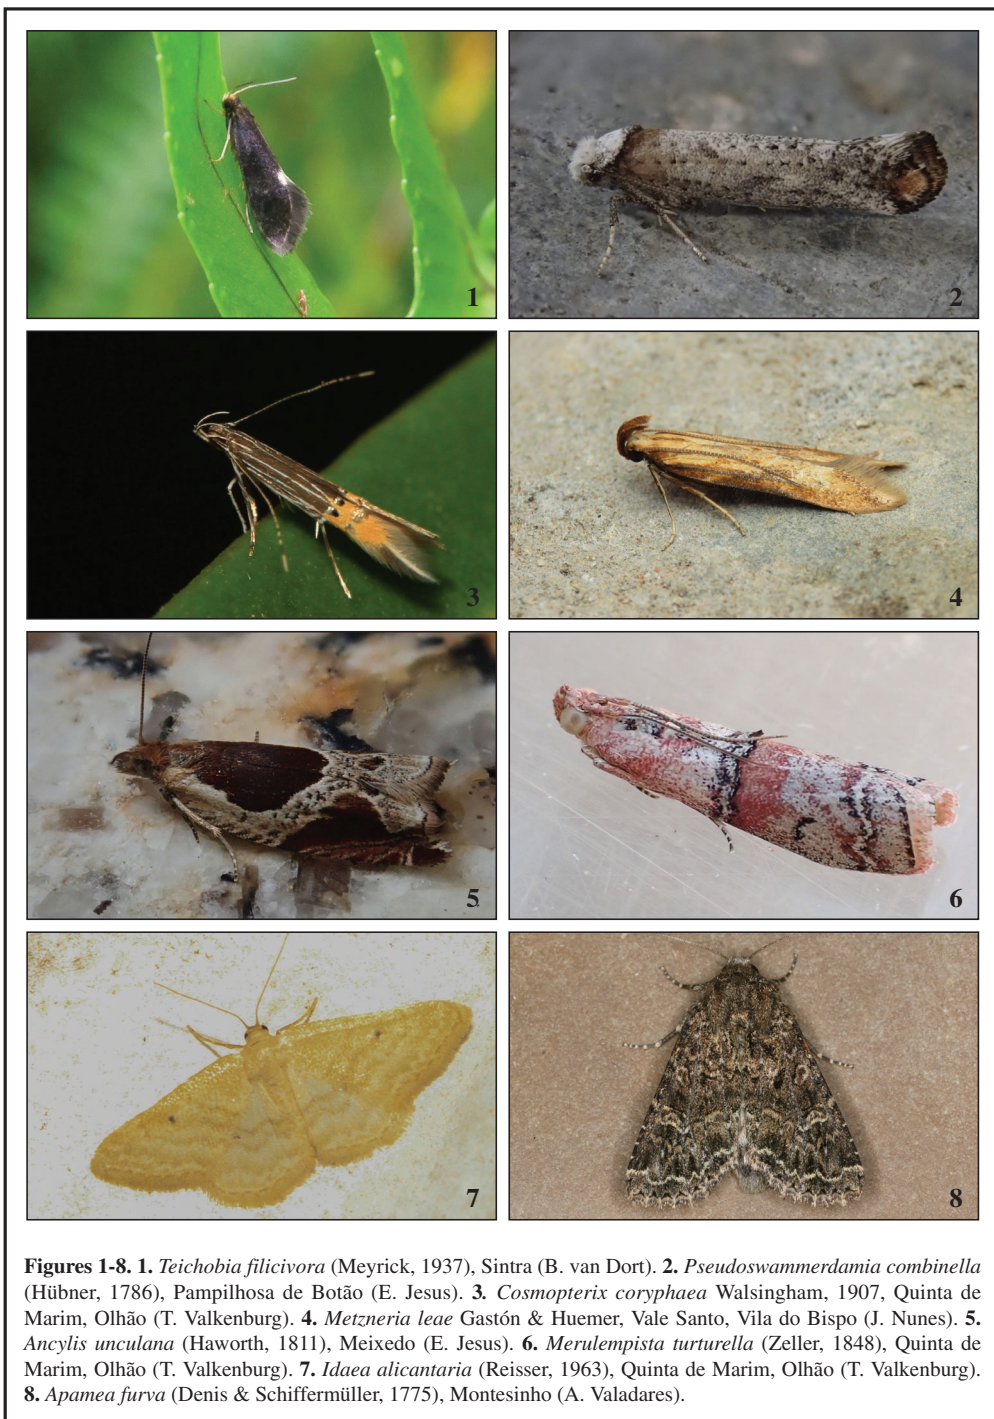 1
2
3
4
5
6
7
8
Figures 1-8. 1. Teichobia filicivora (Meyrick, 1937), Sintra (B. van Dort). 2. Pseudoswammerdamia combinella
(Hübner, 1786), Pampilhosa de Botão (E. Jesus). 3. Cosmopterix coryphaea Walsingham, 1907, Quinta de
Marim, Olhão (T. Valkenburg). 4. Metzneria leae Gastón & Huemer, Vale Santo, Vila do Bispo (J. Nunes). 5.
Ancylis unculana (Haworth, 1811), Meixedo (E. Jesus). 6. Merulempista turturella (Zeller, 1848), Quinta de
Marim, Olhão (T. Valkenburg). 7. Idaea alicantaria (Reisser, 1963), Quinta de Marim, Olhão (T. Valkenburg).
8. Apamea furva (Denis & Schiffermüller, 1775), Montesinho (A. Valadares).